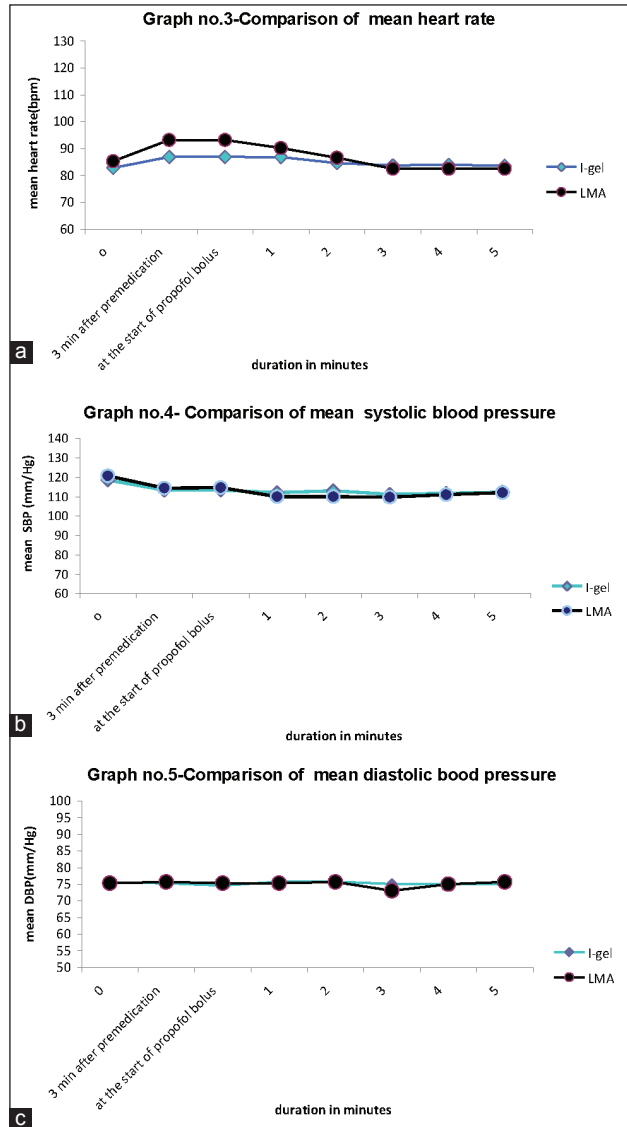 Graph no.3-Comparison of mean heart rate
130
120
110
100
90
80
70
60
mean heart rate(bpm)
0
3 min after premedication
at the start of propofol bolus
1
2
3
4
5
duration in minutes
I-gel
LMA
a
Graph no.4- Comparison of mean systolic blood pressure
140
130
120
110
100
90
80
70
60
mean SBP (mm/Hg)
0
3 min after premedication
at the start of propofol bolus
1
2
3
4
5
duration in minutes
I-gel
LMA
b
Graph no.5-Comparison of mean diastolic bood pressure
100
95
90
85
80
75
70
65
60
55
50
mean DBP(mm/Hg)
0
3 min after premedication
at the start of propofol bolus
1
2
3
4
5
duration in minutes
I-gel
LMA
c